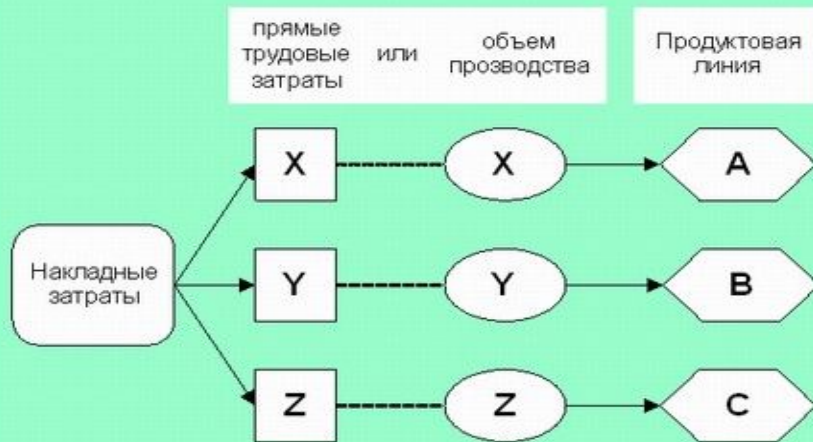 прямые
трудовые
затраты
или
объем
прозводства
Продуктовая
линия
X
X
A
Накладные
затраты
Y
Y
B
Z
Z
C